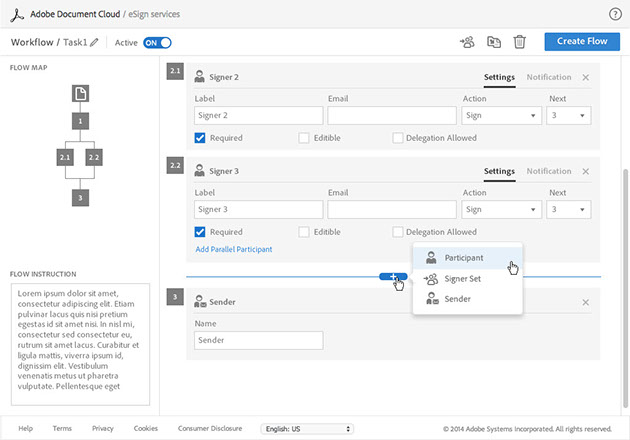 Adobe Document Cloud / eSign services
Workflow / Task1
Active
ON
Create Flow
FLOW MAP
1
2.1
2.2
3
FLOW INSTRUCTION
Lorem ipsum dolor sit amet,
consectetur adipiscing elit. Etiam
pulvinar lacus quis nisi pretium
egestas id sit amet nisi. In nisl mi,
consectetur sed consectetur eu,
rutrum sit amet lacus. Curabitur et
ligula mattis, viverra ipsum id,
dignissim elit. Vestibulum
venenatis metus ut pharetra
vulputate. Pellentesque eget
2.1
Signer 2
Settings
Notification
Label
Email
Action
Next
Signer 2
Sign
3
Required
Editible
Delegation Allowed
2.2
Signer 3
Settings
Notification
Label
Email
Action
Next
Signer 3
Sign
3
Required
Editible
Delegation Allowed
Add Parallel Participant
Participant
Signer Set
Sender
3
Sender
Name
Sender
Help
Terms
Privacy
Cookies
Consumer Disclosure
English: US
© 2014 Adobe Systems Incorporated. All rights reserved.